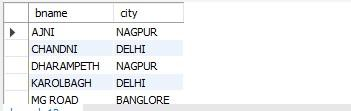 bname city
AJNI NAGPUR
CHANDNI DELHI
DHARAMPETH NAGPUR
KAROLBAGH DELHI
MG ROAD BANGLORE